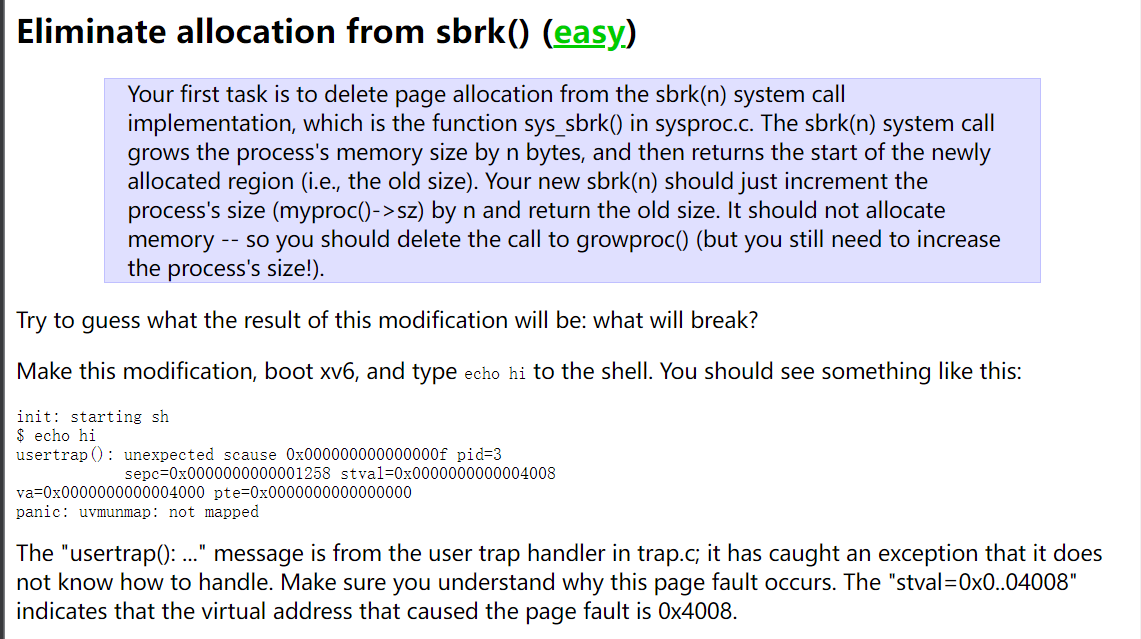 Eliminate allocation from sbrk() (easy)
Your first task is to delete page allocation from the sbrk(n) system call
implementation, which is the function sys_sbrk() in sysproc.c. The sbrk(n) system call
grows the process's memory size by n bytes, and then returns the start of the newly
allocated region (i.e., the old size). Your new sbrk(n) should just increment the
process's size (myproc()->sz) by n and return the old size. It should not allocate
memory -- so you should delete the call to growproc() (but you still need to increase
the process's size!).
Try to guess what the result of this modification will be: what will break?
Make this modification, boot xv6, and type echo hi to the shell. You should see something like this:
init: starting sh
$ echo hi
usertrap(): unexpected scause 0x000000000000000f pid=3
            sepc=0x0000000000001258 stval=0x0000000000004008
va=0x0000000000004000 pte=0x0000000000000000
panic: uvmunmap: not mapped
The "usertrap(): ..." message is from the user trap handler in trap.c; it has caught an exception that it does
not know how to handle. Make sure you understand why this page fault occurs. The "stval=0x0..04008"
indicates that the virtual address that caused the page fault is 0x4008.